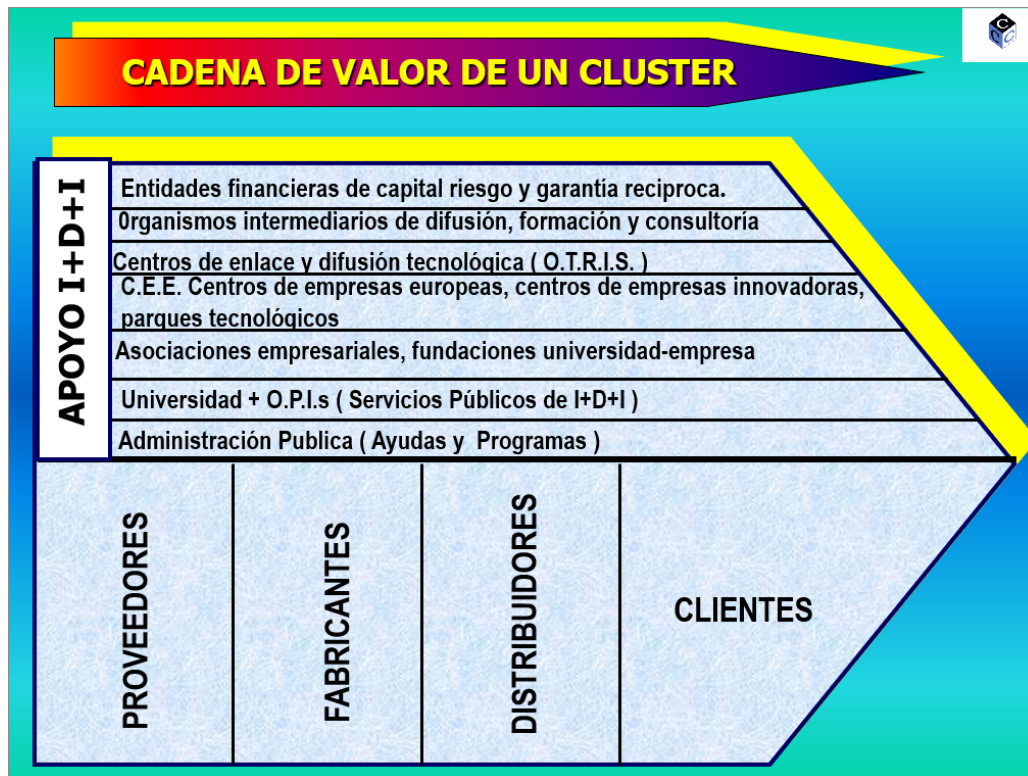 CADENA DE VALOR DE UN CLUSTER
APOYO I+D+I
Entidades financieras de capital riesgo y garantía reciproca.
0rganismos intermediarios de difusión, formación y consultoría
Centros de enlace y difusión tecnológica ( O.T.R.I.S. )
C.E.E. Centros de empresas europeas, centros de empresas innovadoras,
parques tecnológicos
Asociaciones empresariales, fundaciones universidad-empresa
Universidad + O.P.I.s ( Servicios Públicos de I+D+I )
Administración Publica ( Ayudas y Programas )
PROVEEDORES
FABRICANTES
DISTRIBUIDORES
CLIENTES
C
C
C